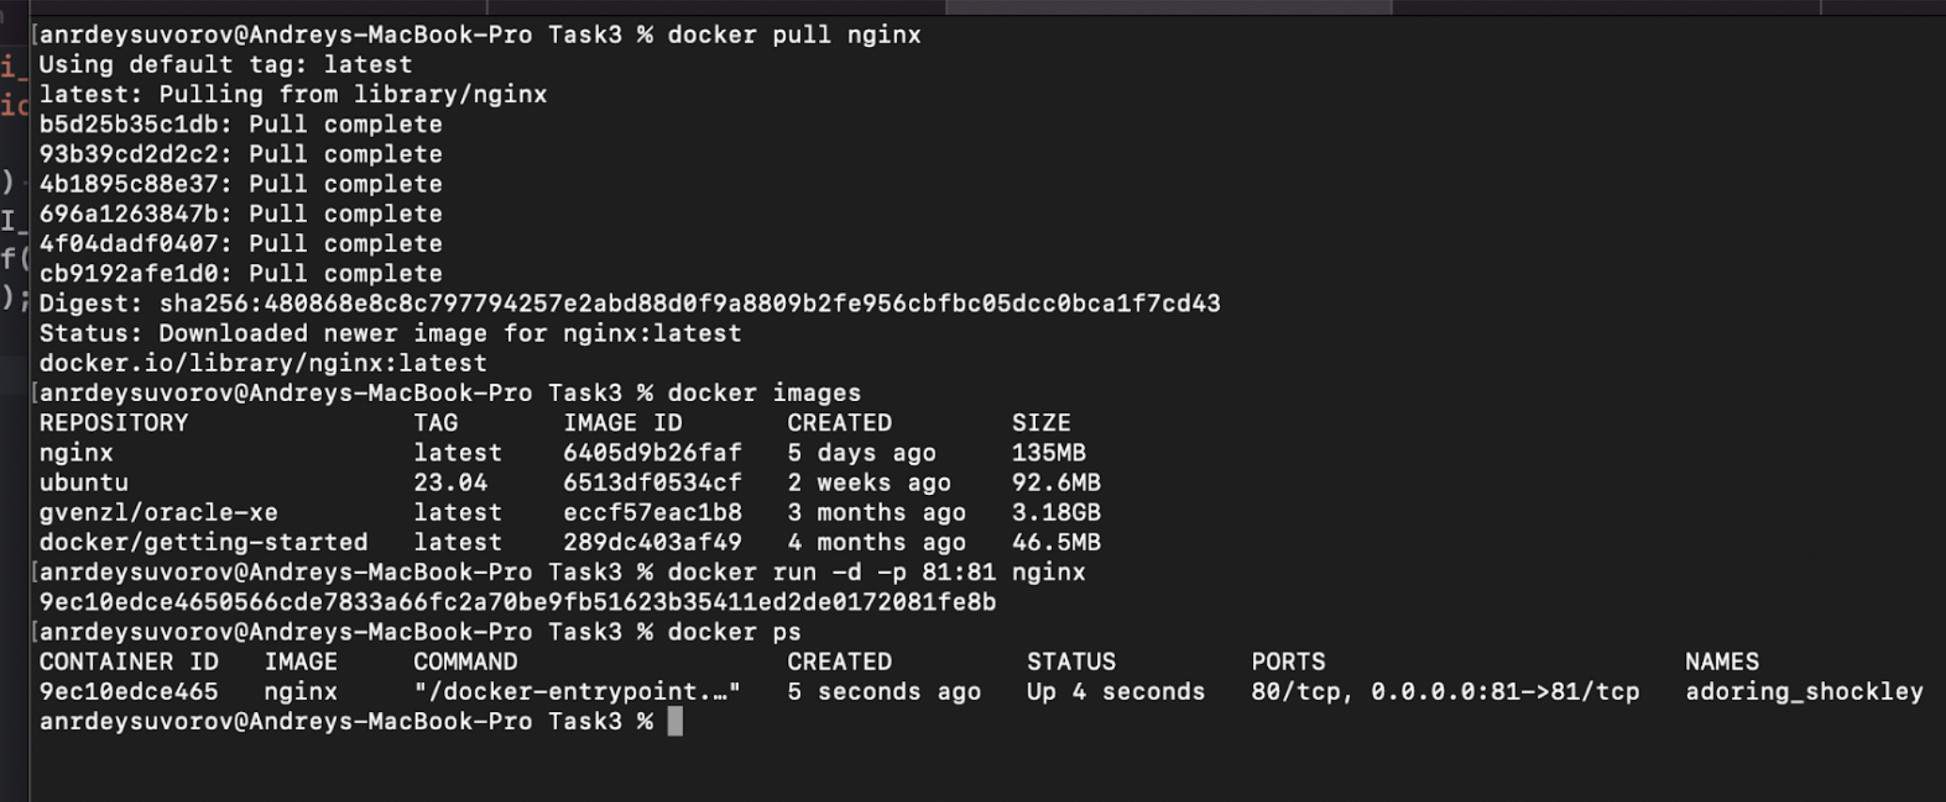 [anrdeysuvorov@Andreys-MacBook-Pro Task3 % docker pull nginx
Using default tag: latest
latest: Pulling from library/nginx
b5d25b35c1db: Pull complete
93b39cd2d2c2: Pull complete
4b1895c88e37: Pull complete
696a1263847b: Pull complete
4f04dadf0407: Pull complete
cb9192afe1d0: Pull complete
Digest: sha256:480868e8c8c797794257e2abd88d0f9a8809b2fe956cbfbc05dcc0bca1f7cd43
Status: Downloaded newer image for nginx:latest
docker.io/library/nginx:latest
[anrdeysuvorov@Andreys-MacBook-Pro Task3 % docker images
REPOSITORY TAG IMAGE ID CREATED SIZE
nginx latest 6405d9b26faf 5 days ago 135MB
ubuntu 23.04 6513df0534cf 2 weeks ago 92.6MB
gvenzl/oracle-xe latest eccf57eac1b8 3 months ago 3.18GB
docker/getting-started latest 289dc403af49 4 months ago 46.5MB
[anrdeysuvorov@Andreys-MacBook-Pro Task3 % docker run -d -p 81:81 nginx
9ec10edce4650566cde7833a66fc2a70be9fb51623b35411ed2de0172081fe8b
[anrdeysuvorov@Andreys-MacBook-Pro Task3 % docker ps
CONTAINER ID IMAGE COMMAND CREATED STATUS PORTS NAMES
9ec10edce465 nginx "/docker-entrypoint.…" 5 seconds ago Up 4 seconds 80/tcp, 0.0.0.0:81->81/tcp adoring_shockley
anrdeysuvorov@Andreys-MacBook-Pro Task3 %